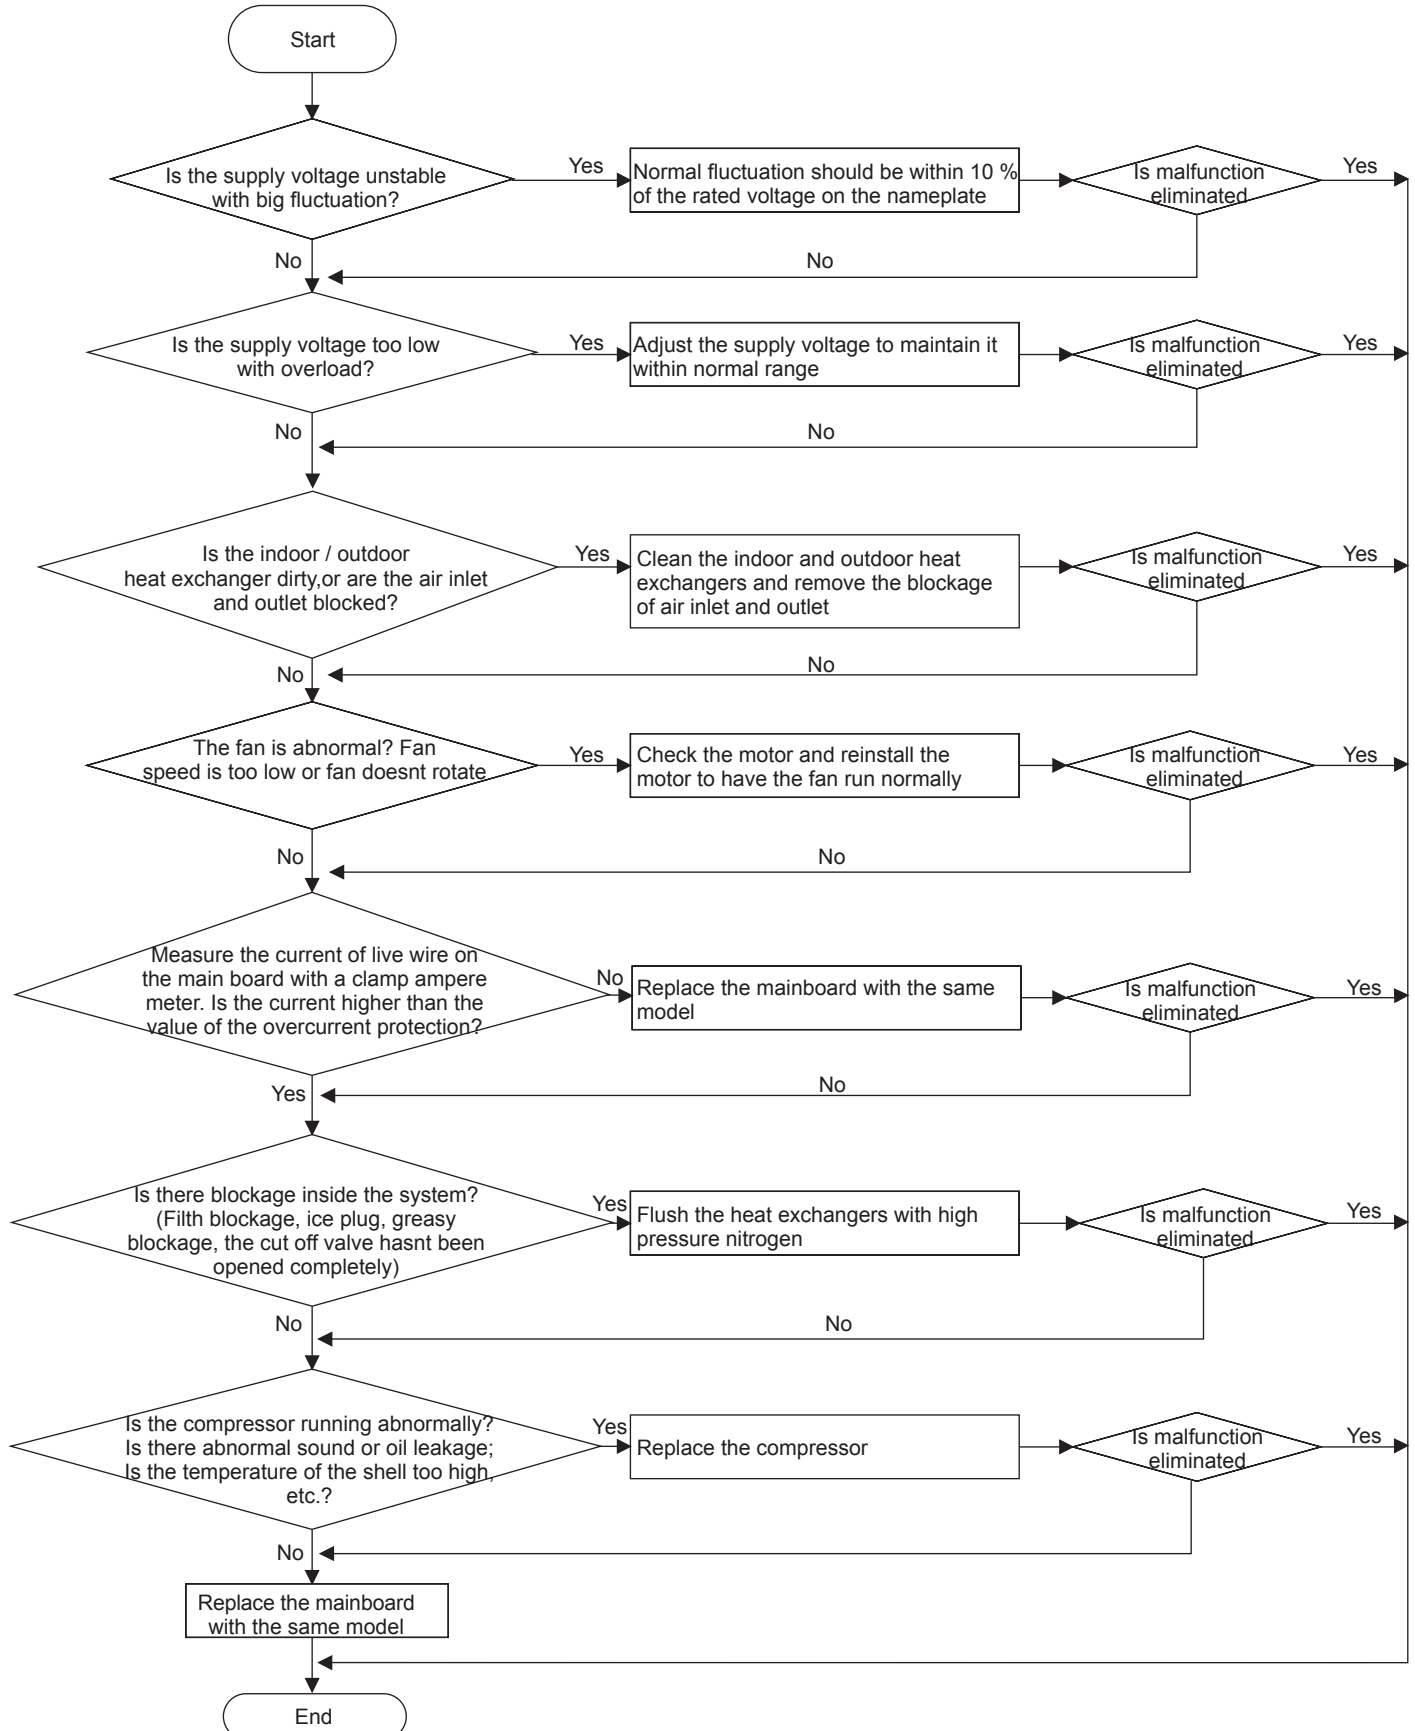 Start
Is the supply voltage unstable
with big fluctuation?
Yes
Normal fluctuation should be within 10 %
of the rated voltage on the nameplate
Is malfunction
eliminated
Yes
No
No
Is the supply voltage too low
with overload?
Yes
Adjust the supply voltage to maintain it
within normal range
Is malfunction
eliminated
Yes
No
No
Is the indoor / outdoor
heat exchanger dirty,or are the air inlet
and outlet blocked?
Yes
Clean the indoor and outdoor heat
exchangers and remove the blockage
of air inlet and outlet
Is malfunction
eliminated
Yes
No
No
The fan is abnormal? Fan
speed is too low or fan doesnt rotate
Yes
Check the motor and reinstall the
motor to have the fan run normally
Is malfunction
eliminated
Yes
No
No
Measure the current of live wire on
the main board with a clamp ampere
meter. Is the current higher than the
value of the overcurrent protection?
No
Replace the mainboard with the same
model
Is malfunction
eliminated
Yes
Yes
No
Is there blockage inside the system?
(Filth blockage, ice plug, greasy
blockage, the cut off valve hasnt been
opened completely)
Yes
Flush the heat exchangers with high
pressure nitrogen
Is malfunction
eliminated
Yes
No
No
Is the compressor running abnormally?
Is there abnormal sound or oil leakage;
Is the temperature of the shell too high,
etc.?
Yes
Replace the compressor
Is malfunction
eliminated
Yes
No
Replace the mainboard
with the same model
End